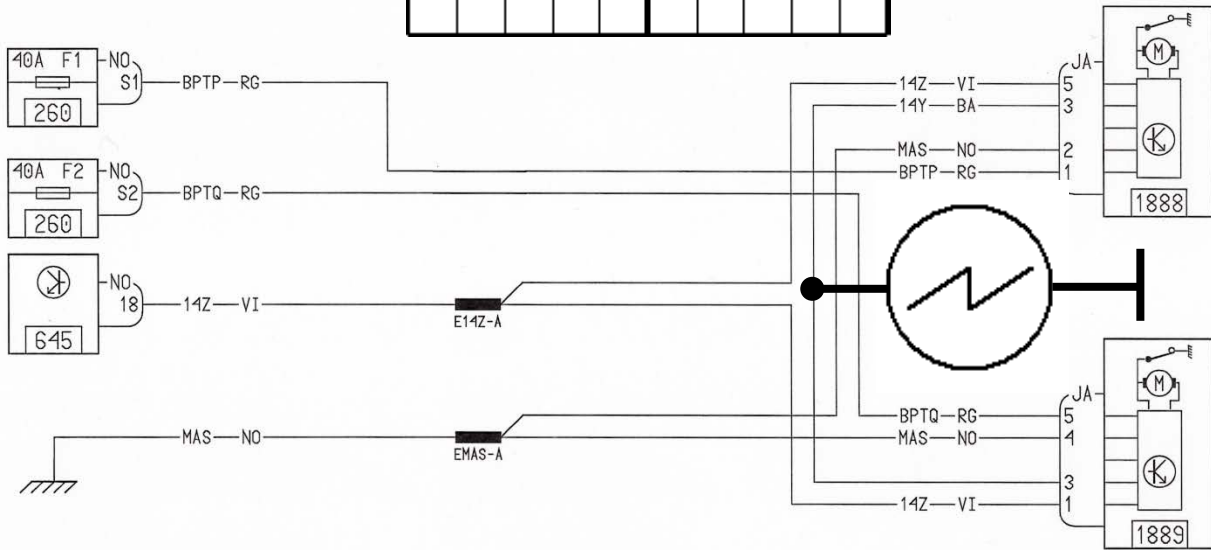 40A F1
NO
S1
BPTP RG
260
40A F2
NO
S2
BPTQ RG
260
NO
18
14Z VI
645
E14Z-A
MAS NO
EMAS-A
JA
14Z VI 5
14Y BA 3
MAS NO 2
BPTP RG 1
M
1888
JA
BPTQ RG 5
MAS NO 4
3
14Z VI 1
M
1889